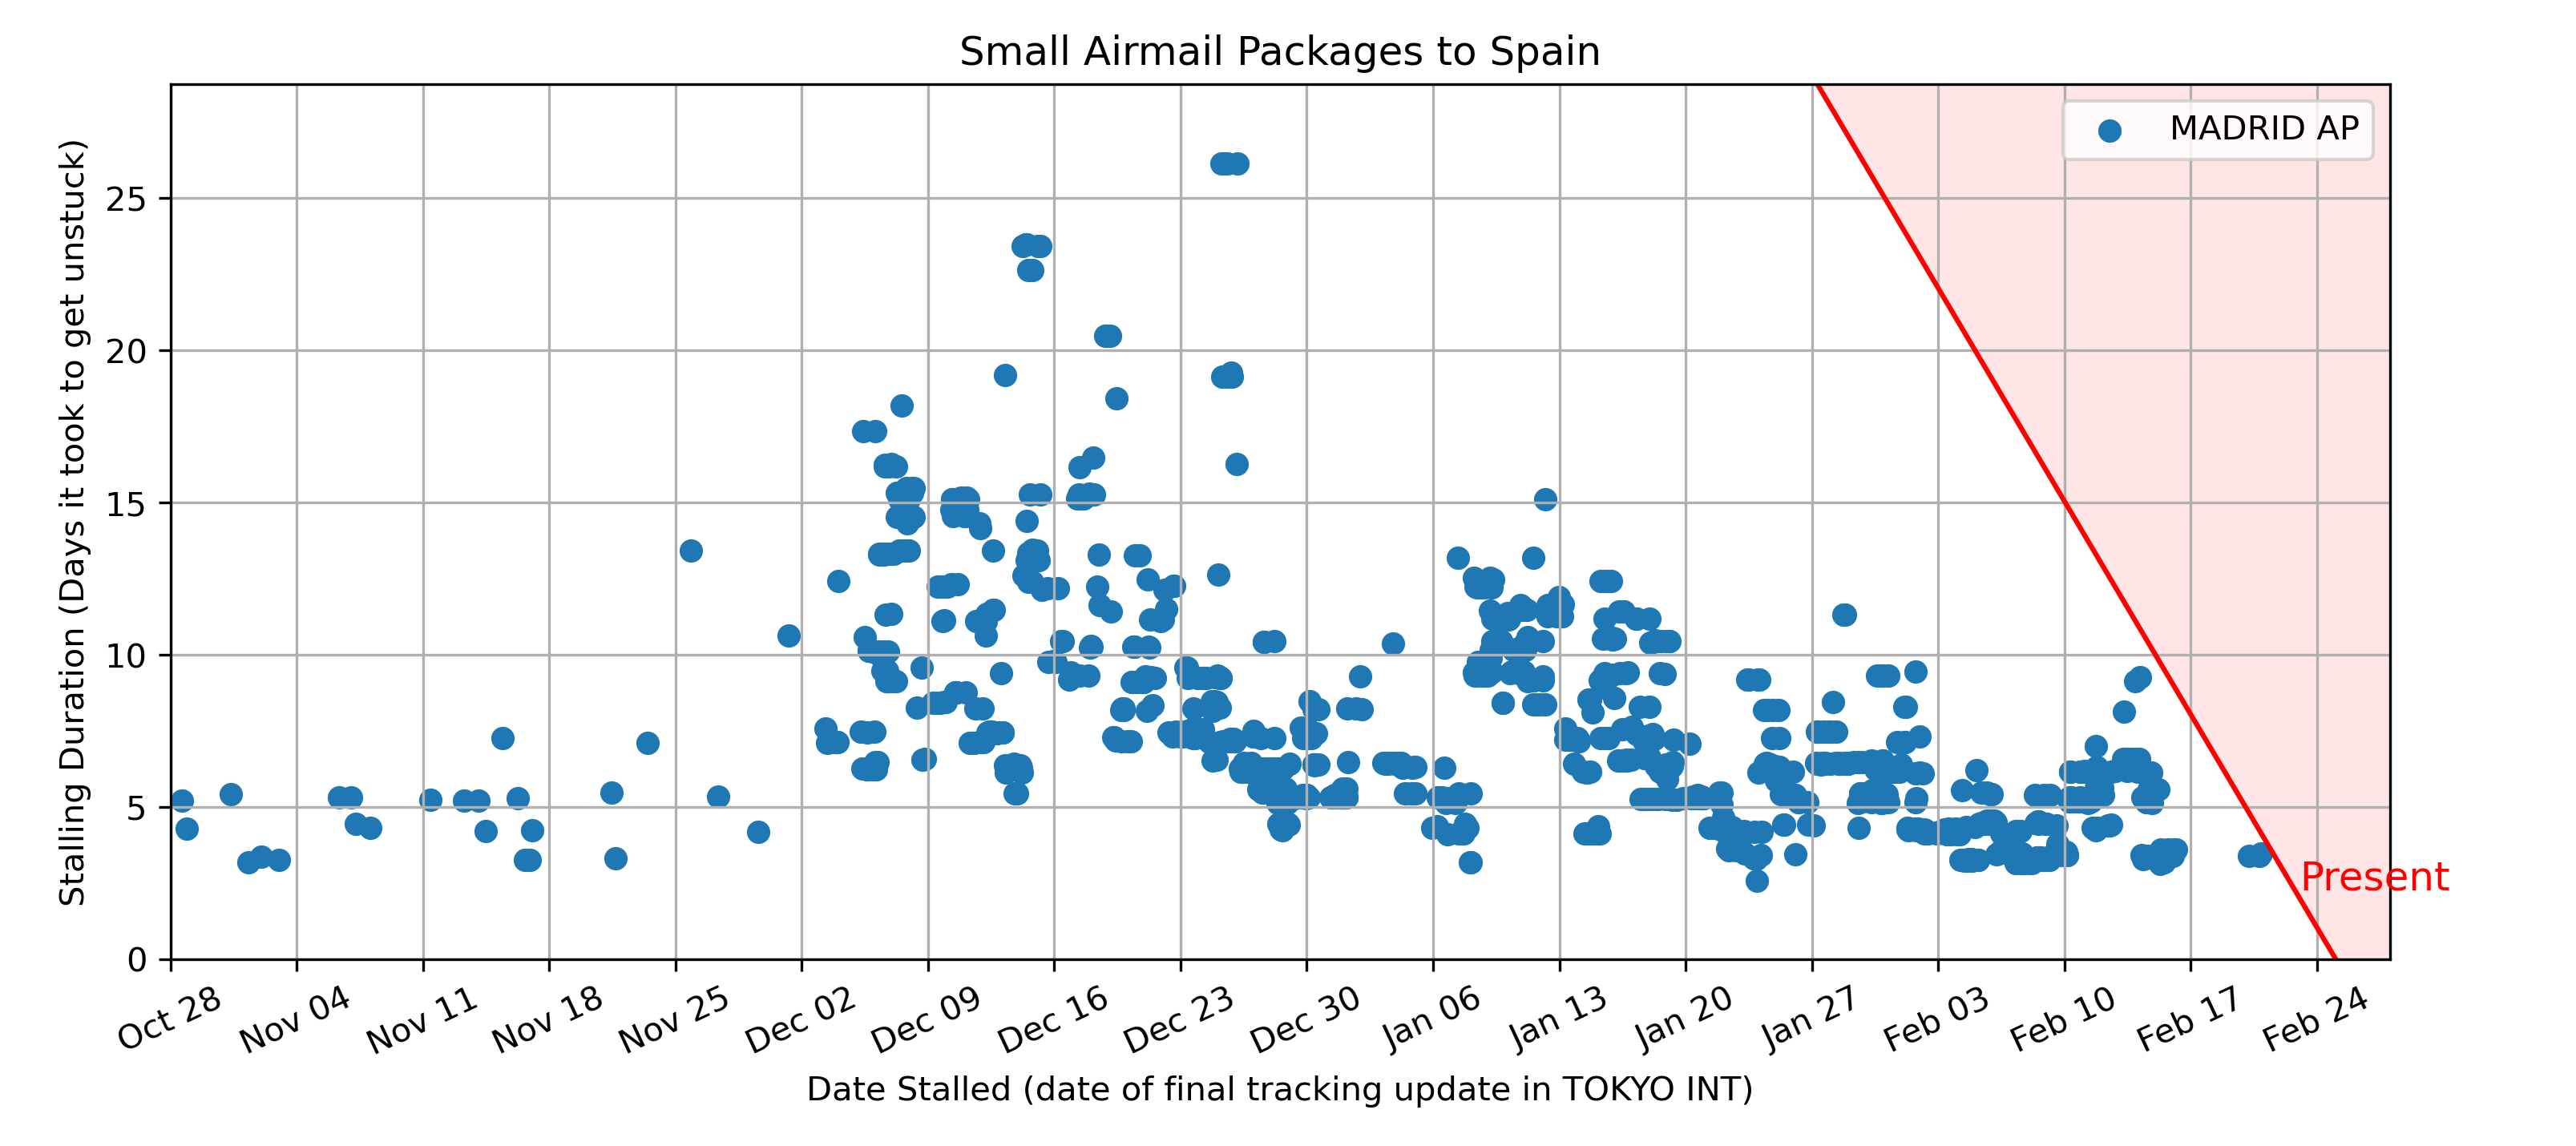 Small Airmail Packages to Spain
MADRID AP
Stalling Duration (Days it took to get unstuck)
25
20
15
10
5
0
Present
Oct 28
Nov 04
Nov 11
Nov 18
Nov 25
Dec 02
Dec 09
Dec 16
Dec 23
Dec 30
Jan 06
Jan 13
Jan 20
Jan 27
Feb 03
Feb 10
Feb 17
Feb 24
Date Stalled (date of final tracking update in TOKYO INT)